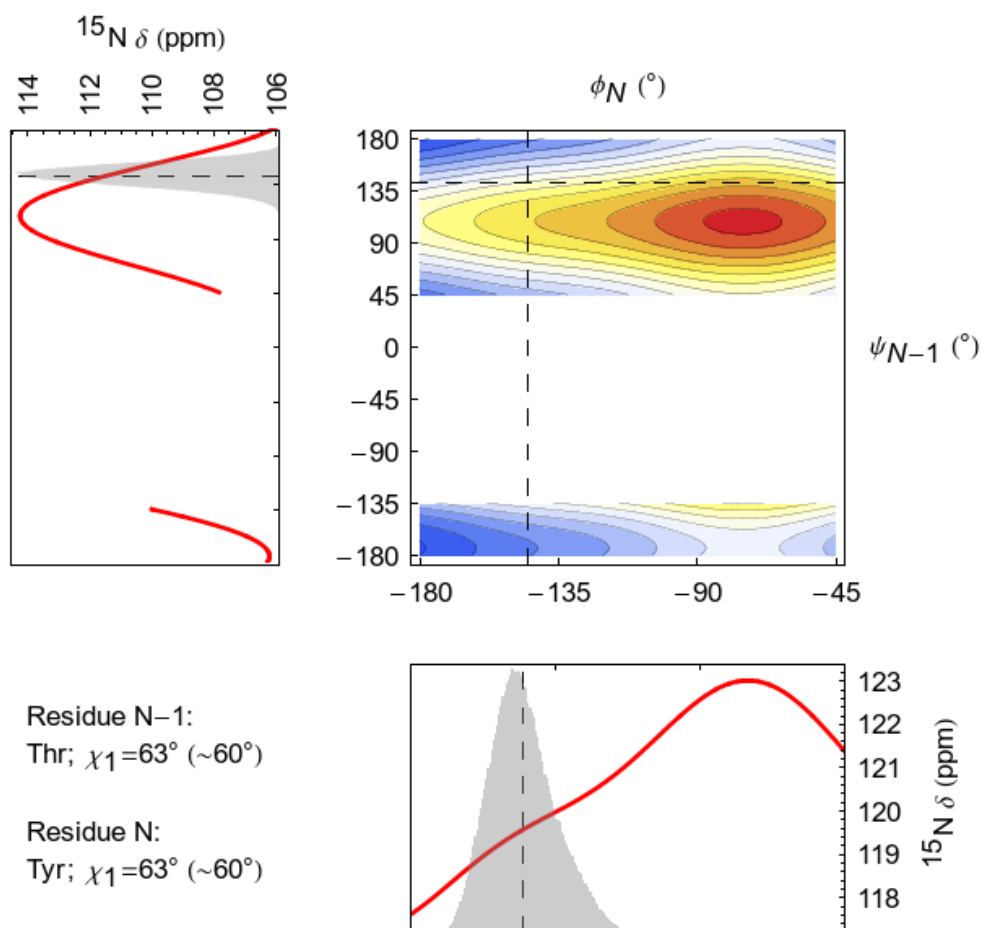 15N δ (ppm)
114 112 110 108 106
ϕN (°)
180
135
90
45
0
−45
−90
−135
−180
ψN−1 (°)
−180 −135 −90 −45
Residue N−1:
Thr; χ1=63° (~60°)
Residue N:
Tyr; χ1=63° (~60°)
123
122
121
120
119
118
15N δ (ppm)